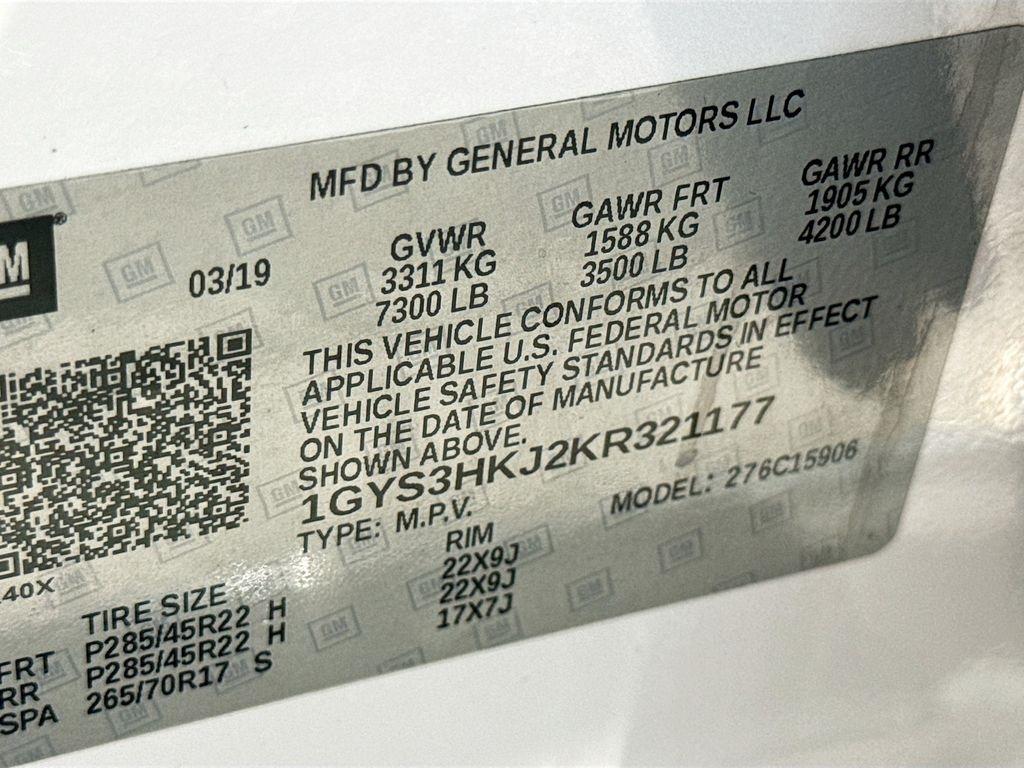 MFD BY GENERAL MOTORS LLC
GM
03/19
GVWR
3311 KG
7300 LB
GAWR FRT
1588 KG
3500 LB
GAWR RR
1905 KG
4200 LB
THIS VEHICLE CONFORMS TO ALL
APPLICABLE U.S. FEDERAL MOTOR
VEHICLE SAFETY STANDARDS IN EFFECT
ON THE DATE OF MANUFACTURE
SHOWN ABOVE.
1GYS3HKJ2KR321177
TYPE: M.P.V.
MODEL: 276C15906
40X
TIRE SIZE
RIM
FRT P285/45R22 H 22X9J
RR P285/45R22 H 22X9J
SPA 265/70R17 S 17X7J